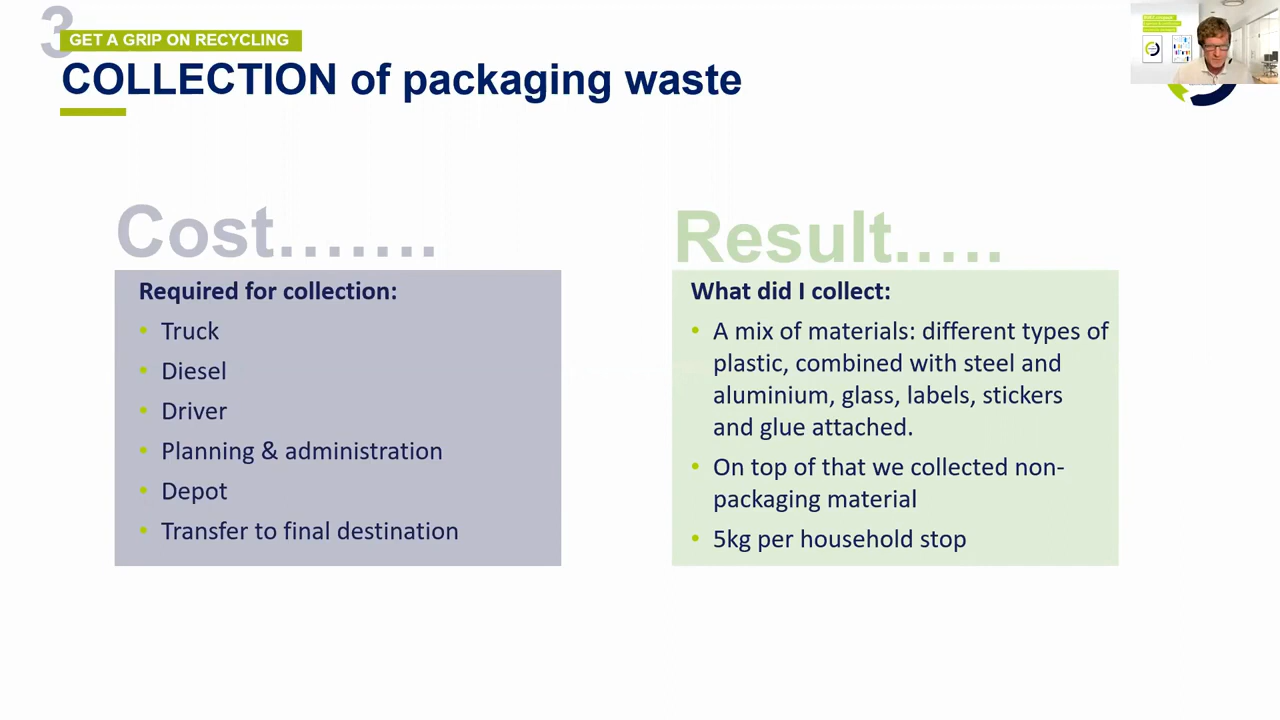 3
GET A GRIP ON RECYCLING
COLLECTION of packaging waste
Cost.......
Required for collection:
• Truck
• Diesel
• Driver
• Planning & administration
• Depot
• Transfer to final destination
Result.....
What did I collect:
• A mix of materials: different types of
plastic, combined with steel and
aluminium, glass, labels, stickers
and glue attached.
• On top of that we collected non-
packaging material
• 5kg per household stop